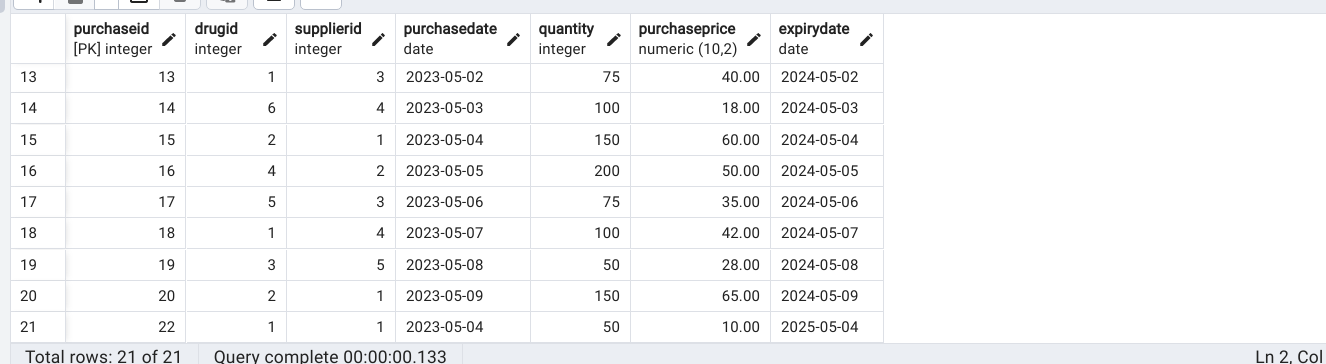 purchaseid drugid supplierid purchasedate quantity purchaseprice expirydate
[PK] integer integer integer date integer numeric (10,2) date
13 13 1 3 2023-05-02 75 40.00 2024-05-02
14 14 6 4 2023-05-03 100 18.00 2024-05-03
15 15 2 1 2023-05-04 150 60.00 2024-05-04
16 16 4 2 2023-05-05 200 50.00 2024-05-05
17 17 5 3 2023-05-06 75 35.00 2024-05-06
18 18 1 4 2023-05-07 100 42.00 2024-05-07
19 19 3 5 2023-05-08 50 28.00 2024-05-08
20 20 2 1 2023-05-09 150 65.00 2024-05-09
21 22 1 1 2023-05-04 50 10.00 2025-05-04
Total rows: 21 of 21 Query complete 00:00:00.133 Ln 2, Col